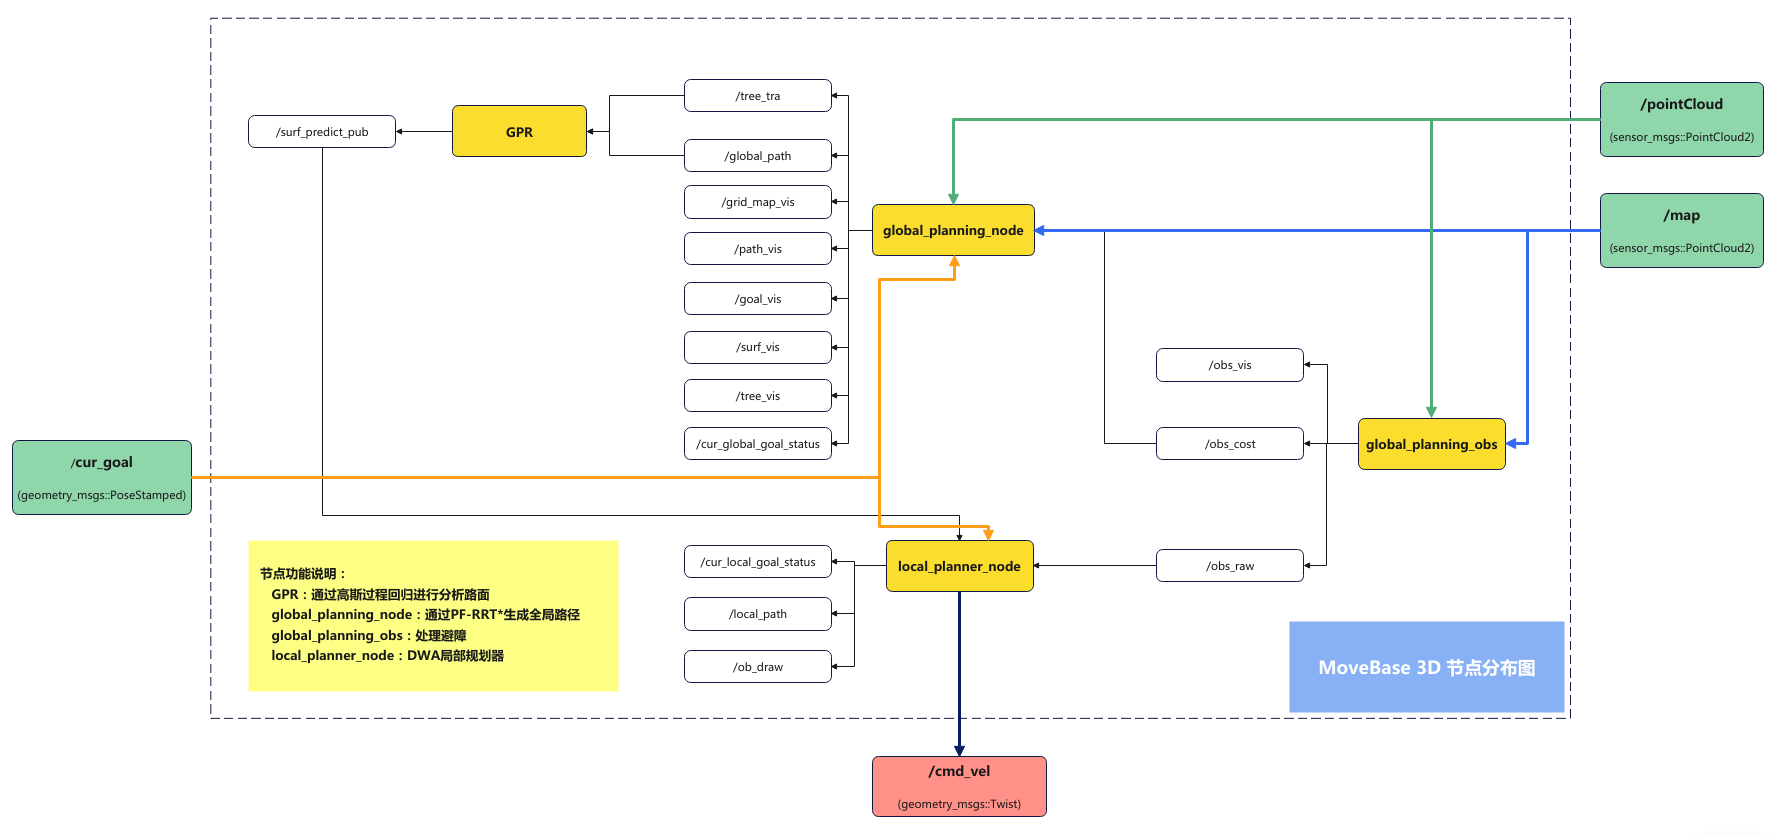 /tree_tra
/pointCloud
(sensor_msgs::PointCloud2)
/surf_predict_pub
GPR
/global_path
/grid_map_vis
/map
(sensor_msgs::PointCloud2)
global_planning_node
/path_vis
/goal_vis
/surf_vis
/obs_vis
/tree_vis
/cur_global_goal_status
/obs_cost
global_planning_obs
/cur_goal
(geometry_msgs::PoseStamped)
/cur_local_goal_status
local_planner_node
/obs_raw
/local_path
/ob_draw
节点功能说明：
GPR：通过高斯过程回归进行分析路面
global_planning_node：通过PF-RRT*生成全局路径
global_planning_obs：处理避障
local_planner_node：DWA局部规划器
MoveBase 3D 节点分布图
/cmd_vel
(geometry_msgs::Twist)